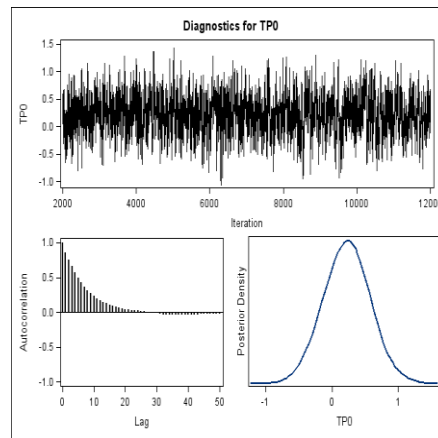 Diagnostics for TP0
1.5
1.0
0.5
0.0
-0.5
-1.0
TP0
2000 4000 6000 8000 10000 1200
Iteration
1.0
0.5
0.0
-0.5
-1.0
Autocorrelation
0 10 20 30 40 50
Lag
Posterior Density
-1 0 1
TP0